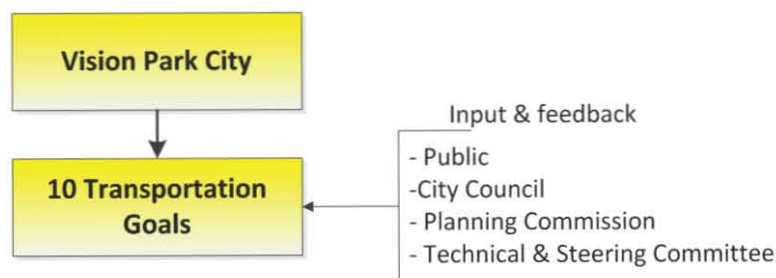 Vision Park City
10 Transportation
Goals
Input & feedback
- Public
-City Council
- Planning Commission
- Technical & Steering Committee